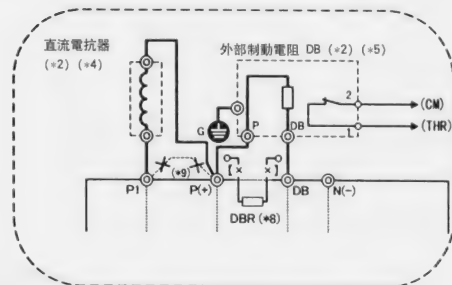 直流電抗器
(*2) (*4)
外部制動電阻 DB (*2) (*5)
2
(CM)
G
P
DB
1
(THR)
(*9)
P1
P(+)
DB
N(-)
DBR (*8)